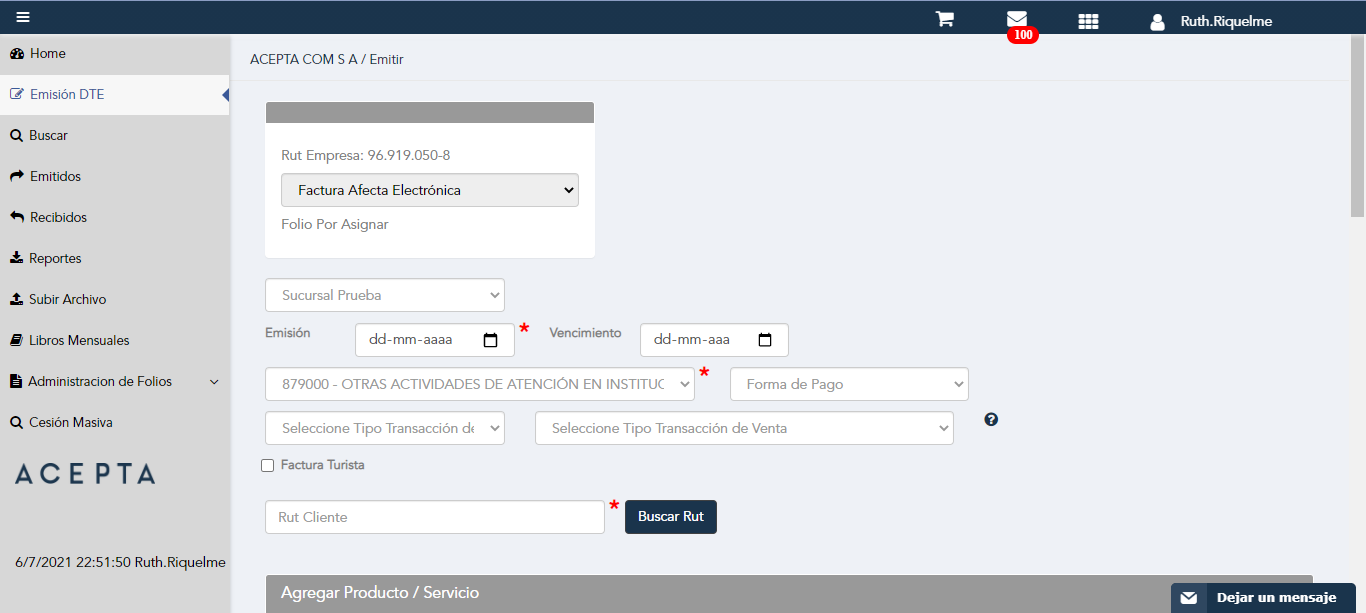 Ruth.Riquelme
100
Home
ACEPTA COM S A / Emitir
Emisión DTE
Buscar
Emitidos
Recibidos
Reportes
Subir Archivo
Libros Mensuales
Administracion de Folios
Cesión Masiva
ACEPTA
6/7/2021 22:51:50 Ruth.Riquelme
Rut Empresa: 96.919.050-8
Factura Afecta Electrónica
Folio Por Asignar
Sucursal Prueba
Emisión dd-mm-aaaa * Vencimiento dd-mm-aaa
879000 - OTRAS ACTIVIDADES DE ATENCIÓN EN INSTITUC * Forma de Pago
Seleccione Tipo Transacción de Seleccione Tipo Transacción de Venta ?
Factura Turista
Rut Cliente * Buscar Rut
Agregar Producto / Servicio
Dejar un mensaje